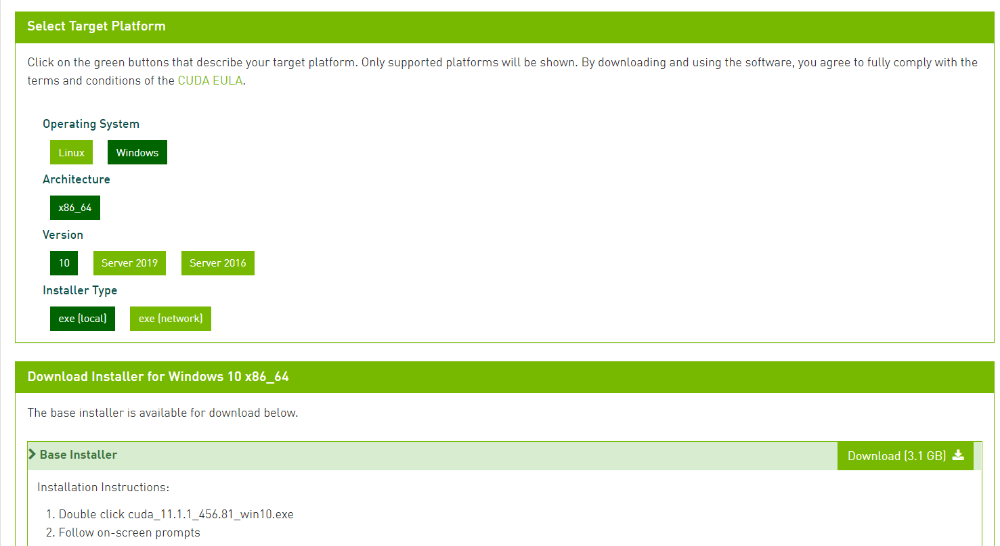 Select Target Platform
Click on the green buttons that describe your target platform. Only supported platforms will be shown. By downloading and using the software, you agree to fully comply with the
terms and conditions of the CUDA EULA.
Operating System
Linux Windows
Architecture
x86_64
Version
10 Server 2019 Server 2016
Installer Type
exe (local) exe (network)
Download Installer for Windows 10 x86_64
The base installer is available for download below.
Base Installer Download (3.1 GB)
Installation Instructions:
1. Double click cuda_11.1.1_456.81_win10.exe
2. Follow on-screen prompts